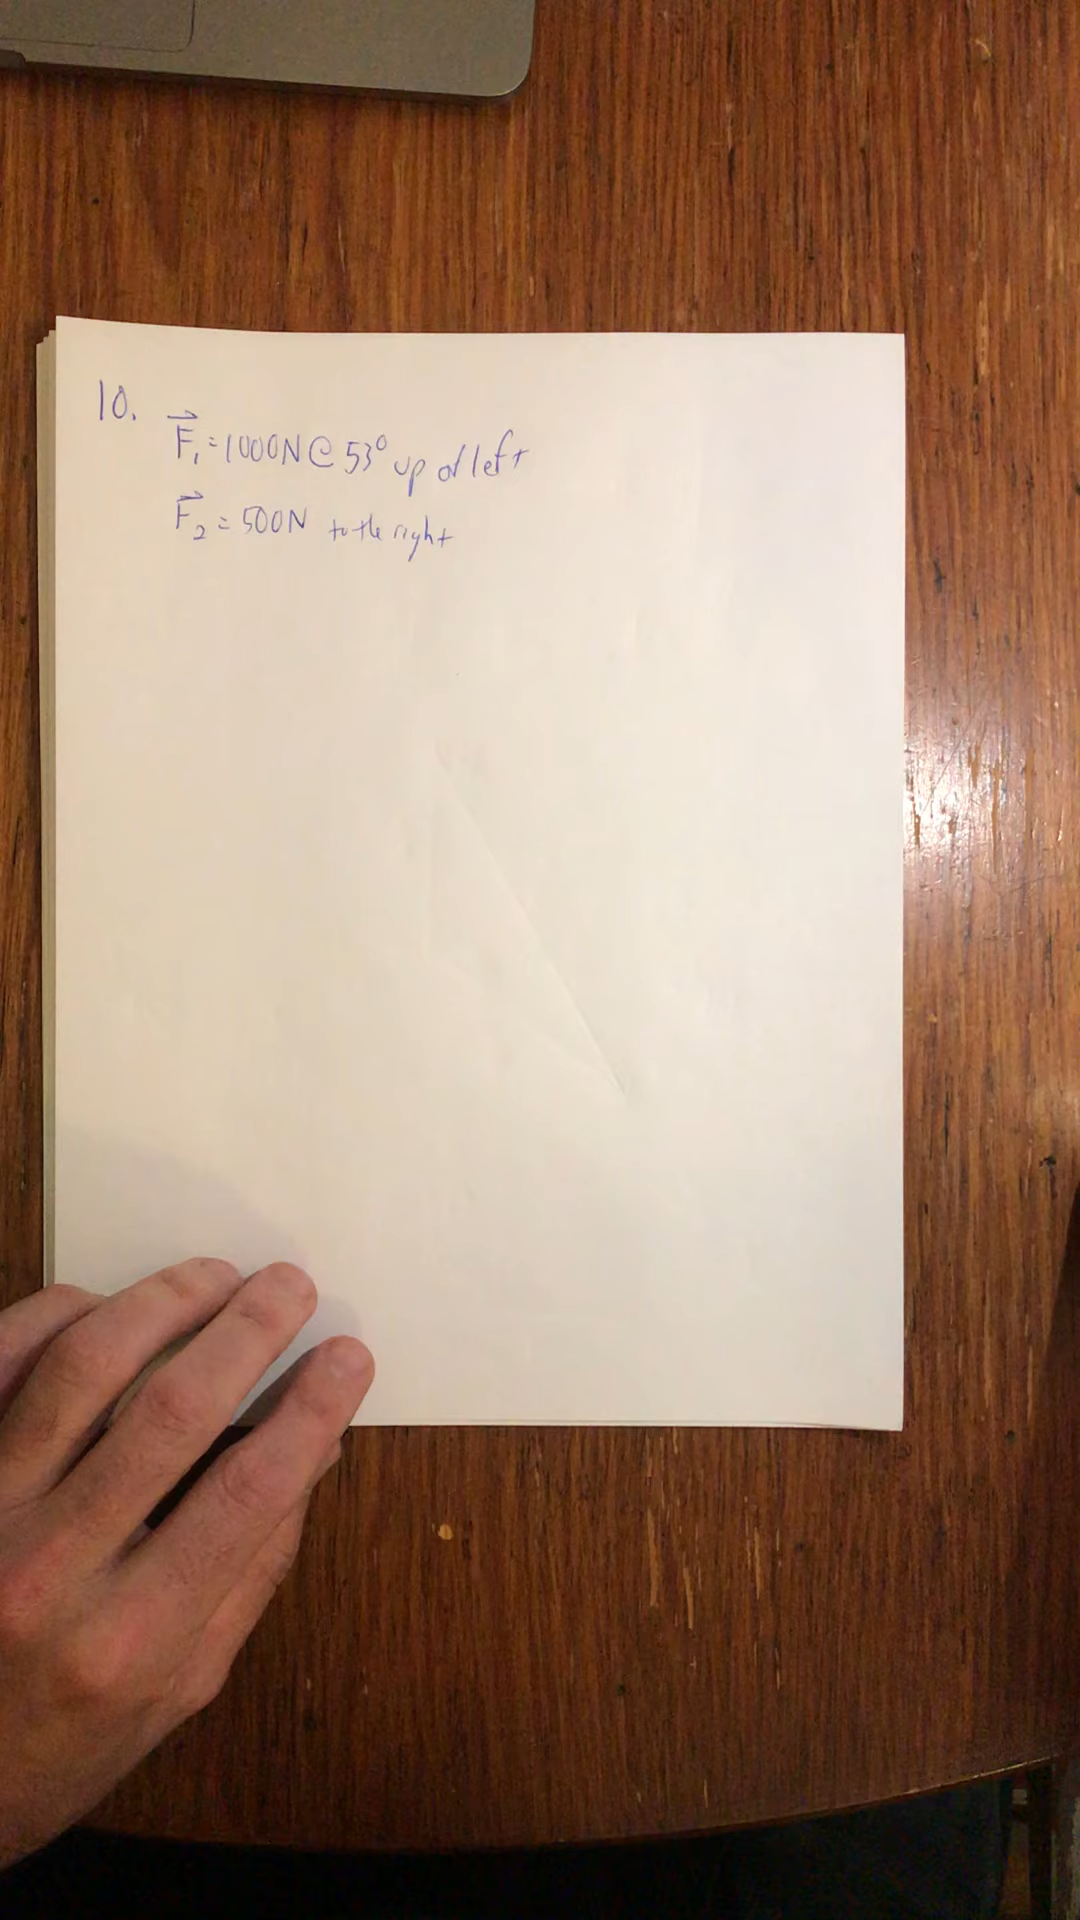 10.
F⃗₁ = 1000N @ 53° up of left
F⃗₂ = 500N to the right